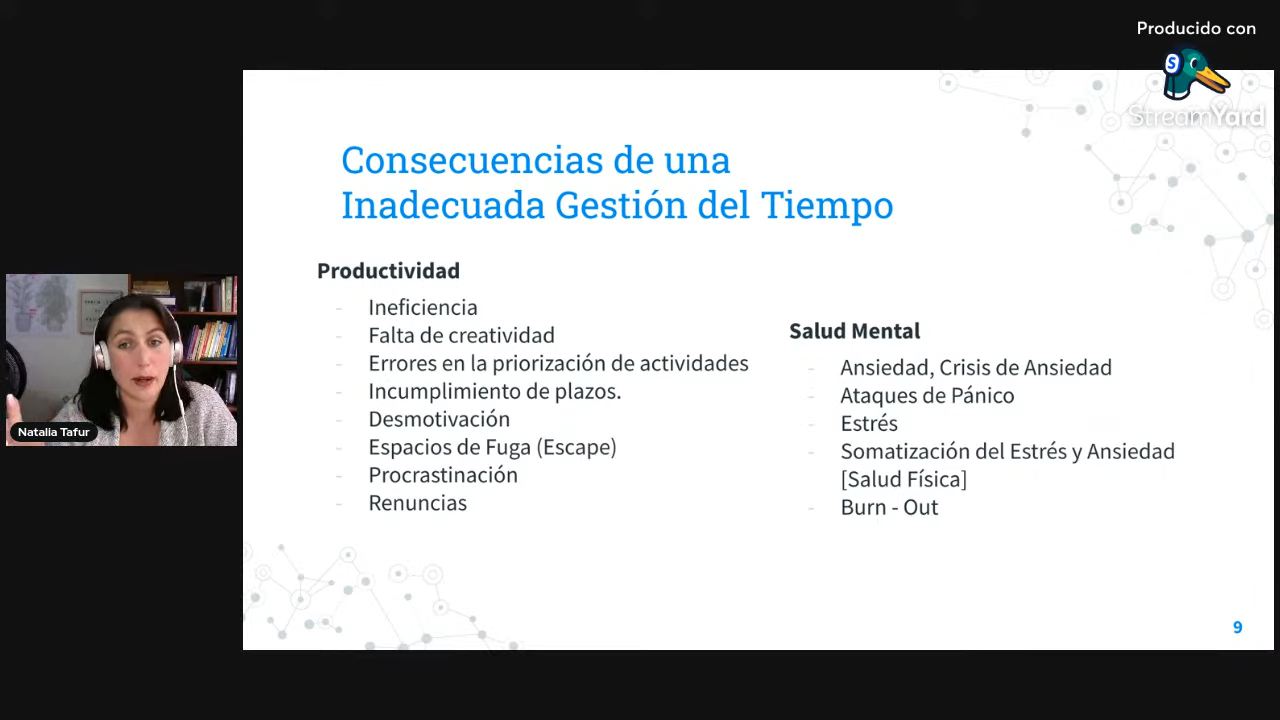 Producido con
StreamYard
Consecuencias de una
Inadecuada Gestión del Tiempo
Productividad
- Ineficiencia
- Falta de creatividad
- Errores en la priorización de actividades
- Incumplimiento de plazos.
- Desmotivación
- Espacios de Fuga (Escape)
- Procrastinación
- Renuncias
Salud Mental
- Ansiedad, Crisis de Ansiedad
- Ataques de Pánico
- Estrés
- Somatización del Estrés y Ansiedad
[Salud Física]
- Burn - Out
Natalia Tafur
9